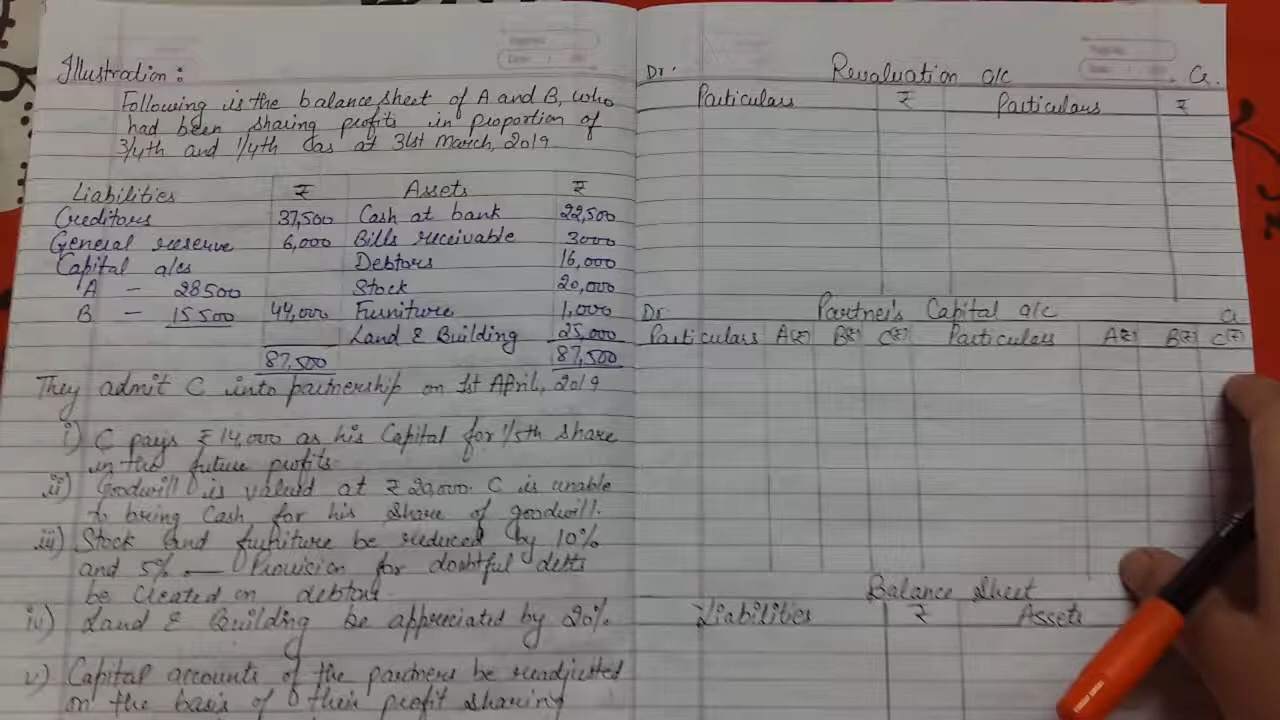 Illustration:
Following is the balance sheet of A and B, who
had been sharing profits in proportion of
3/4th and 1/4th as at 31st March, 2019
Liabilities ₹ Assets ₹
Creditors 37,500 Cash at bank 22,500
General reserve 6,000 Bills receivable 3000
Capital a/cs Debtors 16,000
A - 28500 Stock 20,000
B - 15500 44,000 Furniture 1,000
Land & Building 25,000
87,500 87,500
They admit C into partnership on 1st April, 2019
i) C pays ₹ 14,000 as his Capital for 1/5th share
in the future profits.
ii) Goodwill is valued at ₹ 20,000. C is unable
to bring Cash for his share of goodwill.
iii) Stock and furniture be reduced by 10%
and 5% — Provision for doubtful debts
be created on debtors
iv) Land & Building be appreciated by 20%.
v) Capital accounts of the partners be readjusted
on the basis of their profit sharing
Dr. Revaluation a/c Cr.
Particulars ₹ Particulars ₹
Dr. Partner's Capital a/c Cr
Particulars A(₹) B(₹) C(₹) Particulars A(₹) B(₹) C(₹)
Balance Sheet
Liabilities ₹ Assets